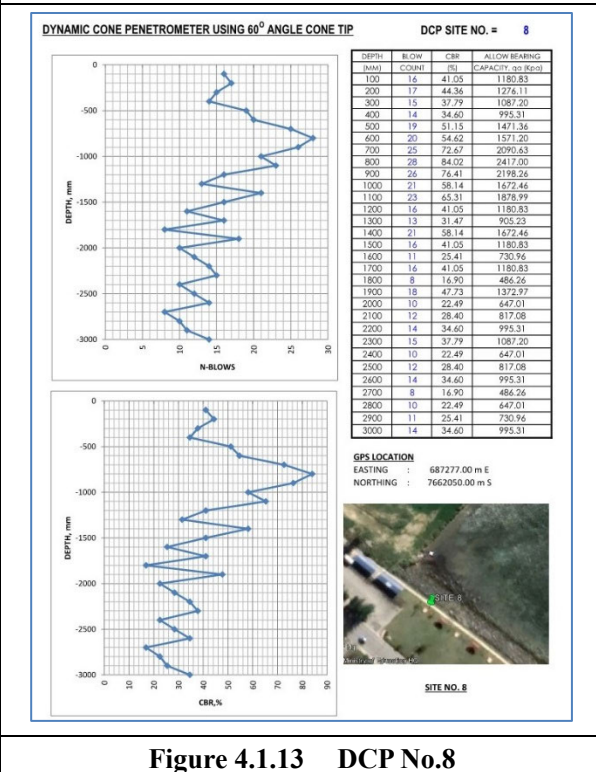 DYNAMIC CONE PENETROMETER USING 60⁰ ANGLE CONE TIP
DCP SITE NO. = 8
0
-500
-1000
-1500
-2000
-2500
-3000
DEPTH, mm
0 5 10 15 20 25 30
N-BLOWS
DEPTH BLOW CBR ALLOW BEARING
(MM) COUNT (%) CAPACITY, qa (Kpa)
100 16 41.05 1180.83
200 17 44.36 1276.11
300 15 37.79 1087.20
400 14 34.60 995.31
500 19 51.15 1471.36
600 20 54.62 1571.20
700 25 72.67 2090.63
800 28 84.02 2417.00
900 26 76.41 2198.26
1000 21 58.14 1672.46
1100 23 65.31 1878.99
1200 16 41.05 1180.83
1300 13 31.47 905.23
1400 21 58.14 1672.46
1500 16 41.05 1180.83
1600 11 25.41 730.96
1700 16 41.05 1180.83
1800 8 16.90 486.26
1900 18 47.73 1372.97
2000 10 22.49 647.01
2100 12 28.40 817.08
2200 14 34.60 995.31
2300 15 37.79 1087.20
2400 10 22.49 647.01
2500 12 28.40 817.08
2600 14 34.60 995.31
2700 8 16.90 486.26
2800 10 22.49 647.01
2900 11 25.41 730.96
3000 14 34.60 995.31
0
-500
-1000
-1500
-2000
-2500
-3000
DEPTH, mm
0 10 20 30 40 50 60 70 80 90
CBR,%
GPS LOCATION
EASTING : 687277.00 m E
NORTHING : 7662050.00 m S
SITE 8
SITE NO. 8
Figure 4.1.13 DCP No.8